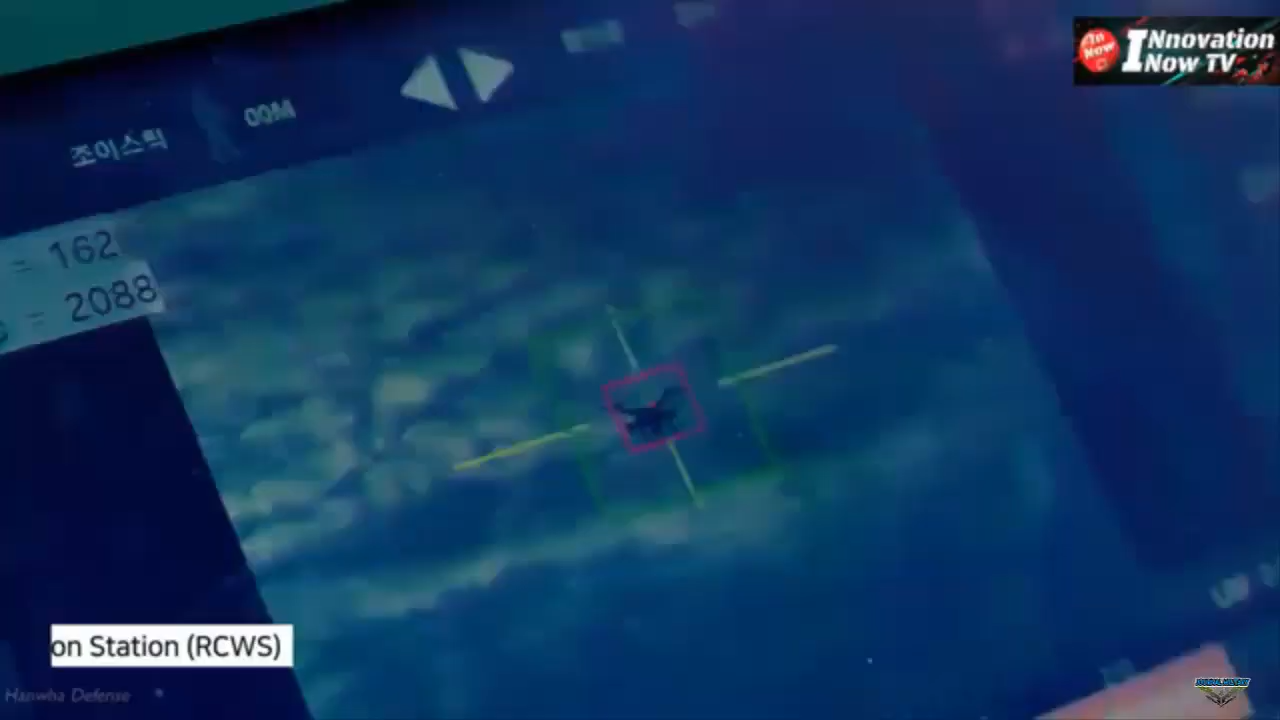 INnovation
Now TV
In
Now
조이스틱
00M
= 162
= 2088
on Station (RCWS)
Hanwha Defense